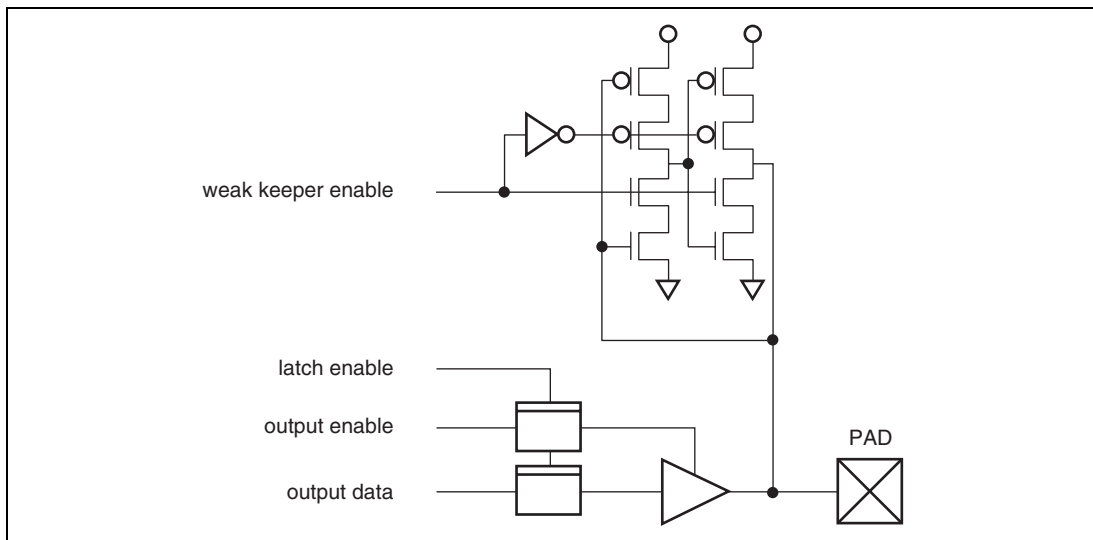 weak keeper enable
latch enable
output enable
PAD
output data